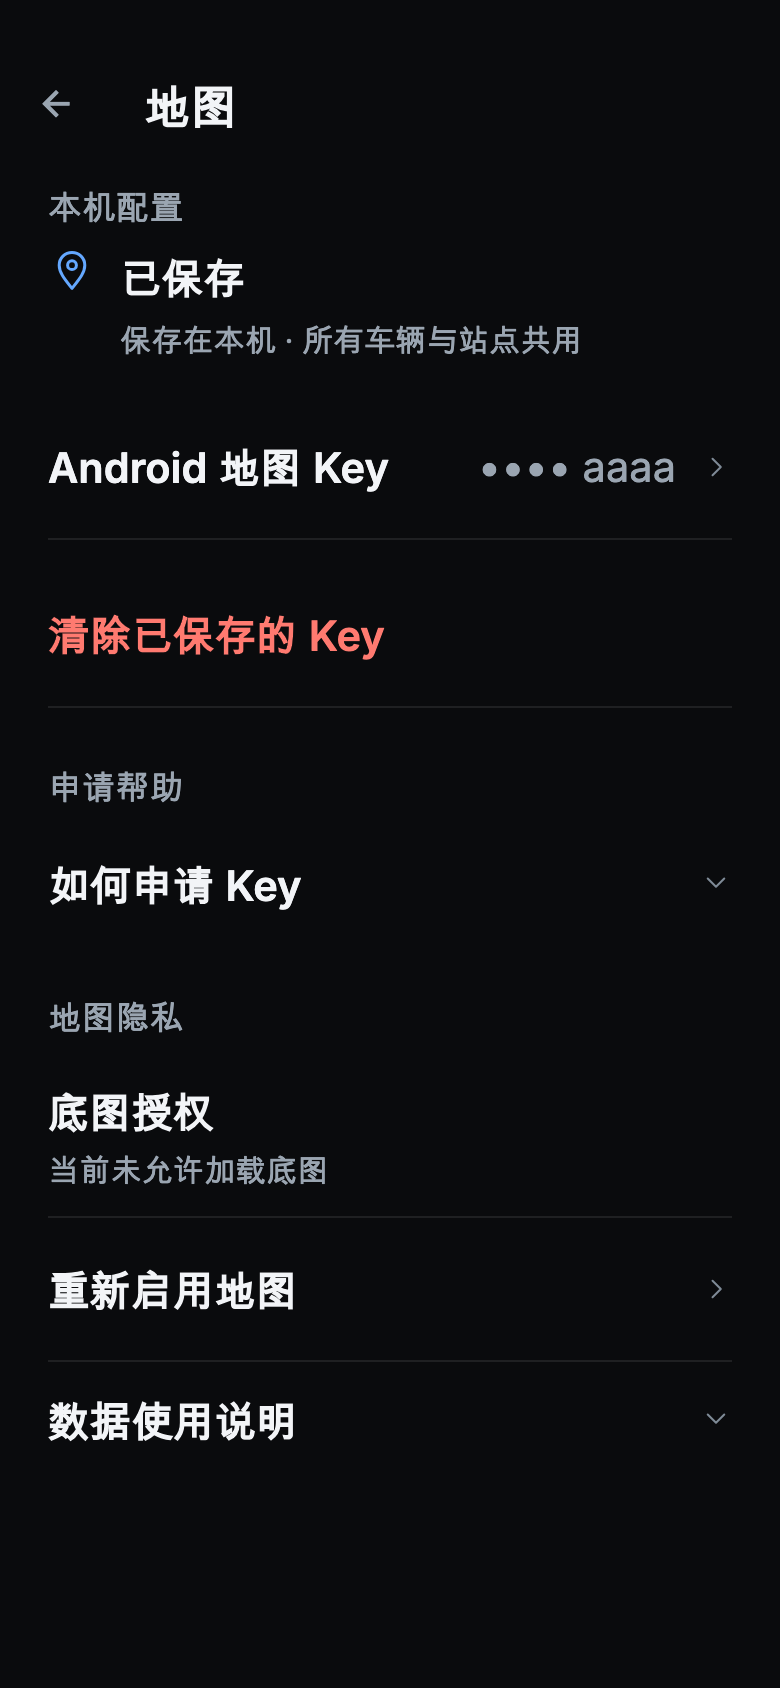 地图
本机配置
已保存
保存在本机 · 所有车辆与站点共用
Android 地图 Key •••• aaaa
清除已保存的 Key
申请帮助
如何申请 Key
地图隐私
底图授权
当前未允许加载底图
重新启用地图
数据使用说明